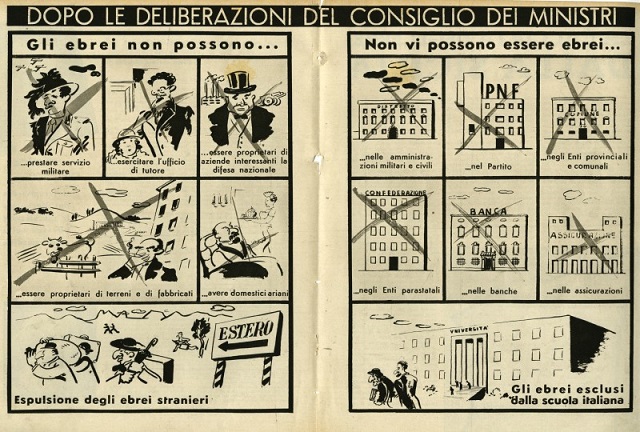 DOPO LE DELIBERAZIONI DEL CONSIGLIO DEI MINISTRI
Gli ebrei non possono...
...prestare servizio
militare
...esercitare l'ufficio
di tutore
...essere proprietari di
aziende interessanti la
difesa nazionale
...essere proprietari di terreni e di fabbricati
...avere domestici ariani
ESTERO
Espulsione degli ebrei stranieri
Non vi possono essere ebrei...
...nelle amministra-
zioni militari e civili
PNF
...nel Partito
COMUNE
...negli Enti provinciali
e comunali
CONFEDERAZIONE
...negli Enti parastatali
BANCA
...nelle banche
ASSICURAZIONE
...nelle assicurazioni
UNIVERSITÀ
Gli ebrei esclusi
dalla scuola italiana